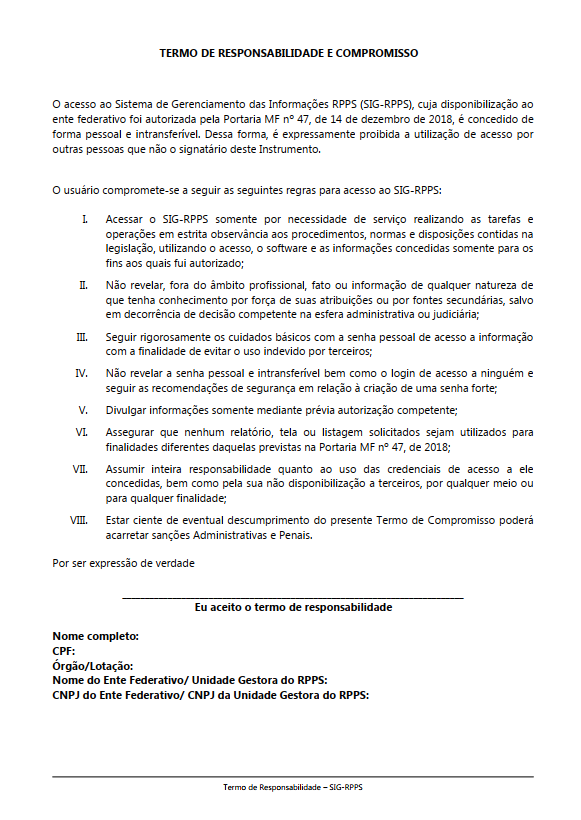 TERMO DE RESPONSABILIDADE E COMPROMISSO
O acesso ao Sistema de Gerenciamento das Informações RPPS (SIG-RPPS), cuja disponibilização ao
ente federativo foi autorizada pela Portaria MF nº 47, de 14 de dezembro de 2018, é concedido de
forma pessoal e intransferível. Dessa forma, é expressamente proibida a utilização de acesso por
outras pessoas que não o signatário deste Instrumento.
O usuário compromete-se a seguir as seguintes regras para acesso ao SIG-RPPS:
I. Acessar o SIG-RPPS somente por necessidade de serviço realizando as tarefas e
operações em estrita observância aos procedimentos, normas e disposições contidas na
legislação, utilizando o acesso, o software e as informações concedidas somente para os
fins aos quais fui autorizado;
II. Não revelar, fora do âmbito profissional, fato ou informação de qualquer natureza de
que tenha conhecimento por força de suas atribuições ou por fontes secundárias, salvo
em decorrência de decisão competente na esfera administrativa ou judiciária;
III. Seguir rigorosamente os cuidados básicos com a senha pessoal de acesso a informação
com a finalidade de evitar o uso indevido por terceiros;
IV. Não revelar a senha pessoal e intransferível bem como o login de acesso a ninguém e
seguir as recomendações de segurança em relação à criação de uma senha forte;
V. Divulgar informações somente mediante prévia autorização competente;
VI. Assegurar que nenhum relatório, tela ou listagem solicitados sejam utilizados para
finalidades diferentes daquelas previstas na Portaria MF nº 47, de 2018;
VII. Assumir inteira responsabilidade quanto ao uso das credenciais de acesso a ele
concedidas, bem como pela sua não disponibilização a terceiros, por qualquer meio ou
para qualquer finalidade;
VIII. Estar ciente de eventual descumprimento do presente Termo de Compromisso poderá
acarretar sanções Administrativas e Penais.
Por ser expressão de verdade
Eu aceito o termo de responsabilidade
Nome completo:
CPF:
Órgão/Lotação:
Nome do Ente Federativo/ Unidade Gestora do RPPS:
CNPJ do Ente Federativo/ CNPJ da Unidade Gestora do RPPS:
Termo de Responsabilidade – SIG-RPPS